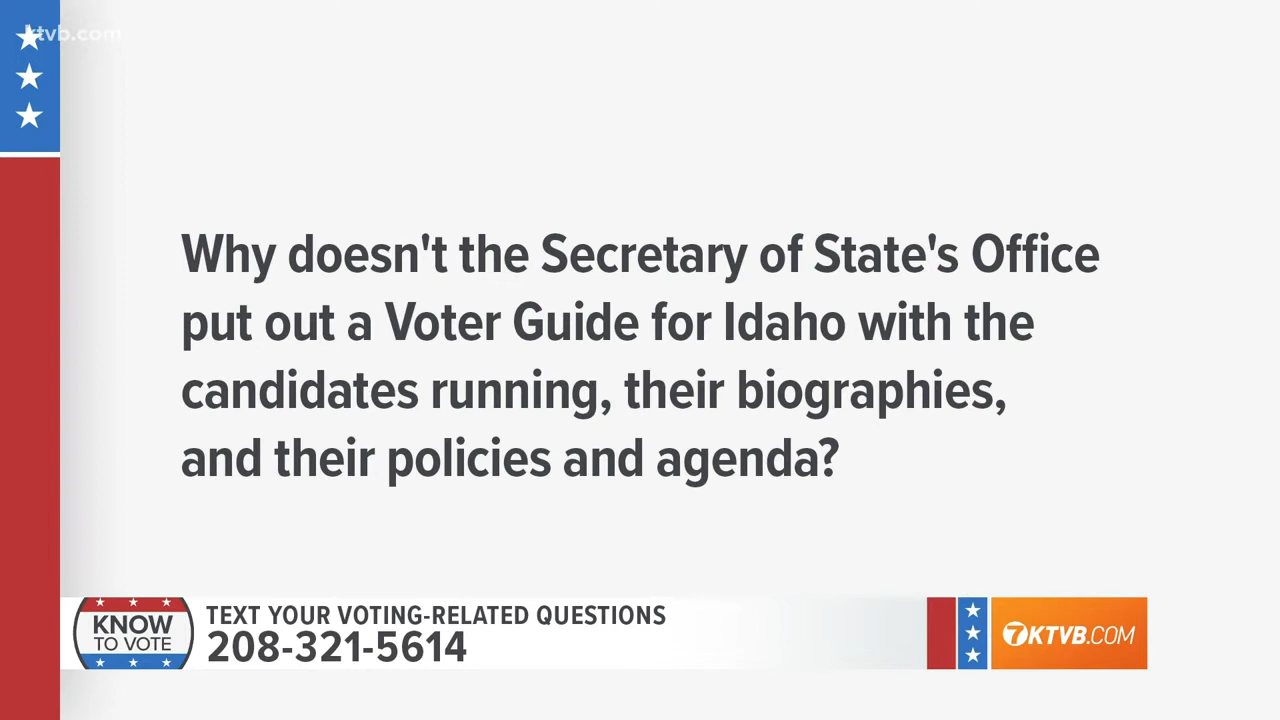 ktvb.com
Why doesn't the Secretary of State's Office
put out a Voter Guide for Idaho with the
candidates running, their biographies,
and their policies and agenda?
KNOW
TO VOTE
TEXT YOUR VOTING-RELATED QUESTIONS
208-321-5614
7KTVB.COM